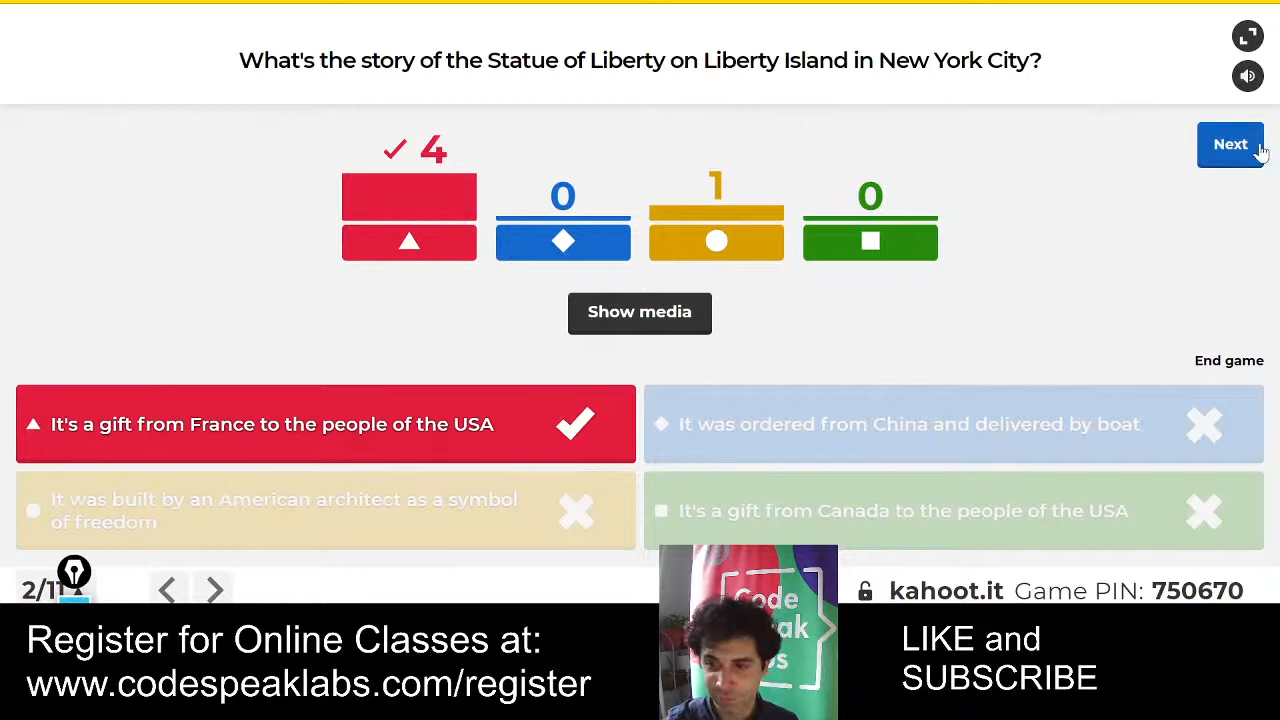 What's the story of the Statue of Liberty on Liberty Island in New York City?
Next
4
0
1
0
Show media
End game
It's a gift from France to the people of the USA
It was ordered from China and delivered by boat
It was built by an American architect as a symbol
of freedom
It's a gift from Canada to the people of the USA
2/11
kahoot.it Game PIN: 750670
Code
Register for Online Classes at:
www.codespeaklabs.com/register
LIKE and
SUBSCRIBE